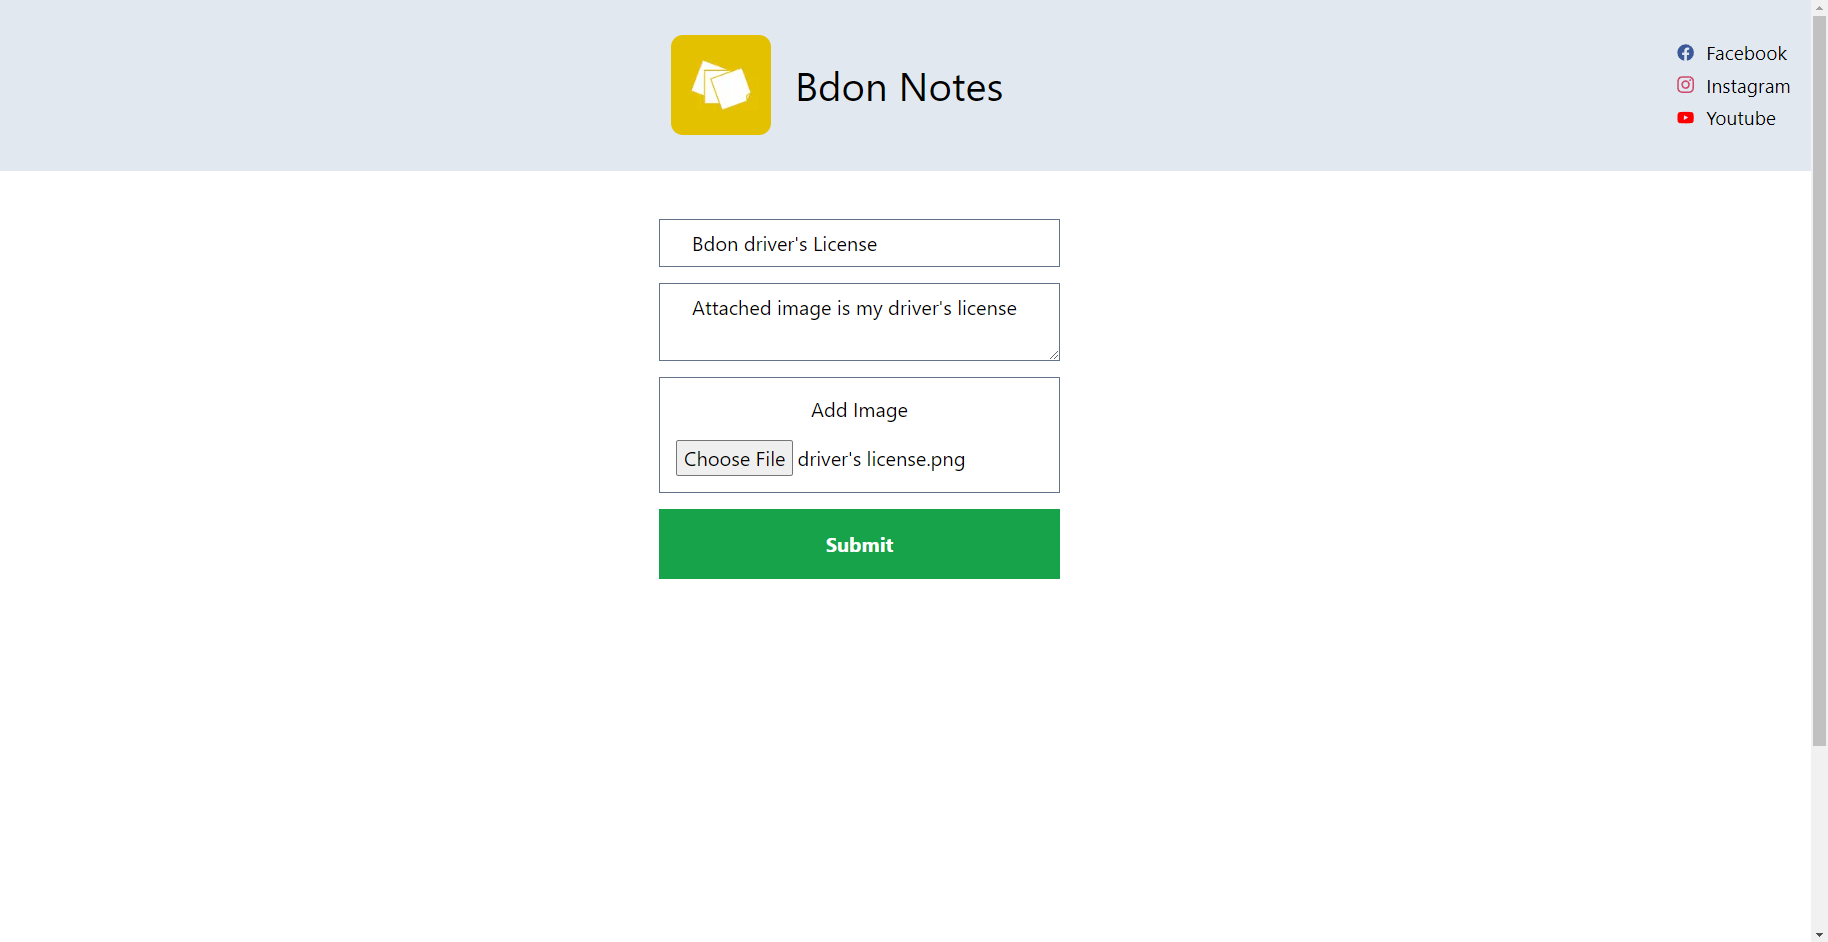 Bdon Notes
Facebook
Instagram
Youtube
Bdon driver's License
Attached image is my driver's license
Add Image
Choose File driver's license.png
Submit